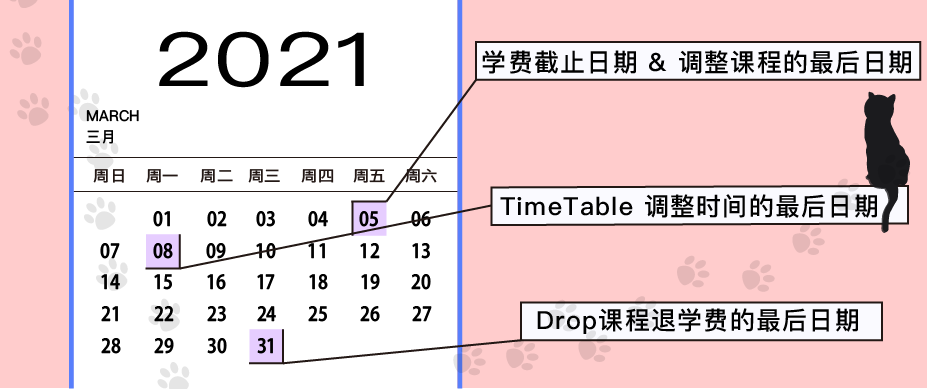 2021
MARCH
三月
周日 周一 周二 周三 周四 周五 周六
01 02 03 04 05 06
07 08 09 10 11 12 13
14 15 16 17 18 19 20
21 22 23 24 25 26 27
28 29 30 31
学费截止日期 & 调整课程的最后日期
TimeTable 调整时间的最后日期
Drop课程退学费的最后日期